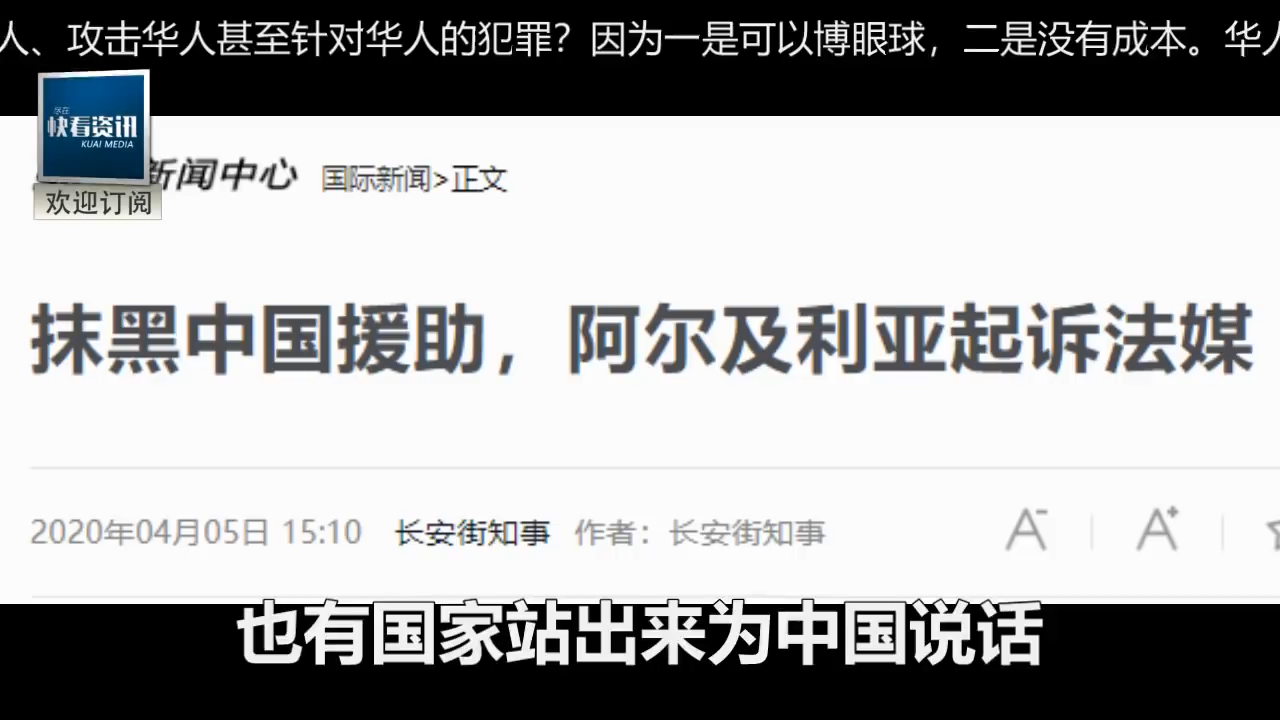 人、攻击华人甚至针对华人的犯罪？因为一是可以博眼球，二是没有成本。华人
尽在
快看资讯
KUAI MEDIA
欢迎订阅
新闻中心 国际新闻>正文
抹黑中国援助，阿尔及利亚起诉法媒
2020年04月05日 15:10 长安街知事 作者：长安街知事 A- A+
也有国家站出来为中国说话